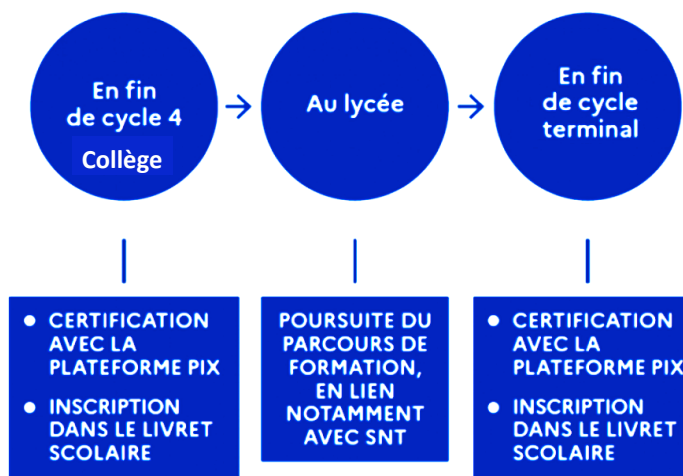 En fin
de cycle 4
Collège
Au lycée
En fin
de cycle
terminal
● CERTIFICATION
AVEC LA
PLATEFORME PIX
● INSCRIPTION
DANS LE LIVRET
SCOLAIRE
POURSUITE DU
PARCOURS DE
FORMATION,
EN LIEN
NOTAMMENT
AVEC SNT
● CERTIFICATION
AVEC LA
PLATEFORME PIX
● INSCRIPTION
DANS LE LIVRET
SCOLAIRE